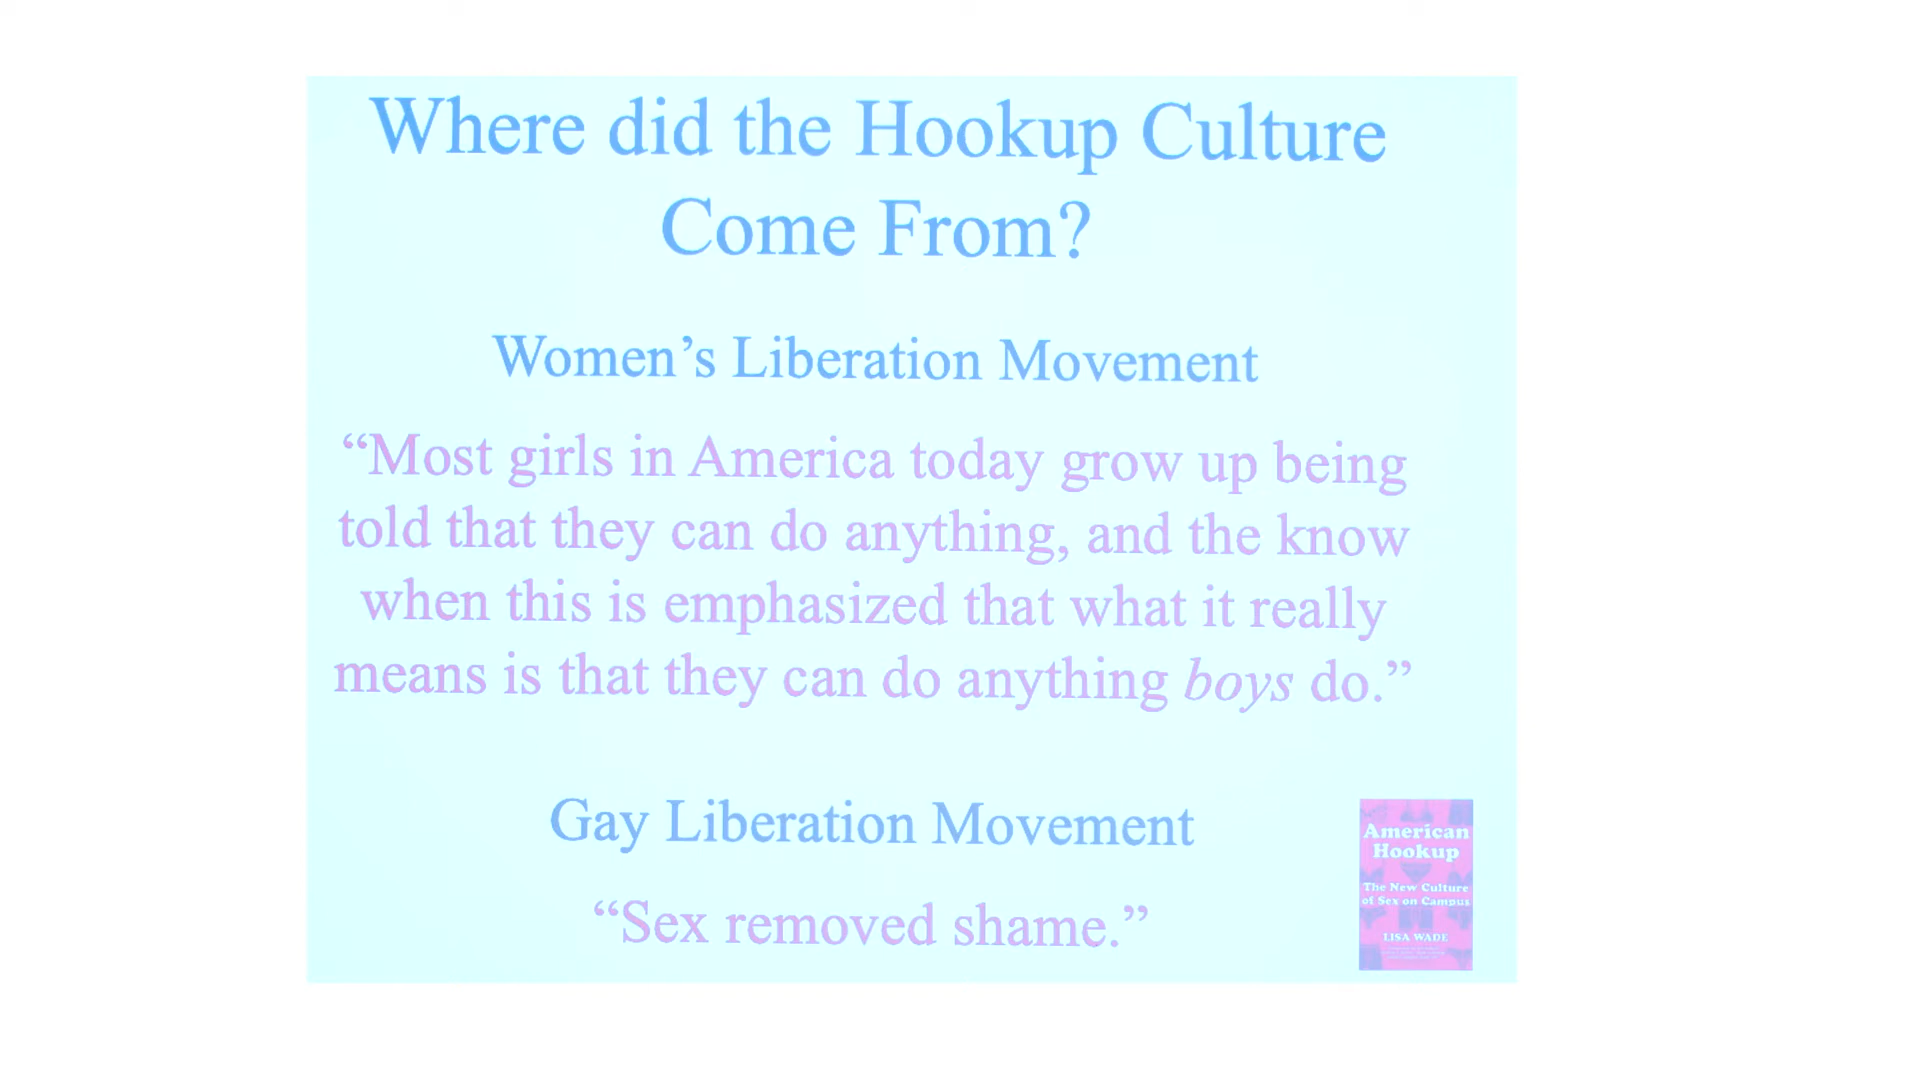 Where did the Hookup Culture
Come From?
Women’s Liberation Movement
“Most girls in America today grow up being
told that they can do anything, and the know
when this is emphasized that what it really
means is that they can do anything boys do.”
Gay Liberation Movement
“Sex removed shame.”
American
Hookup
The New Culture
of Sex on Campus
LISA WADE